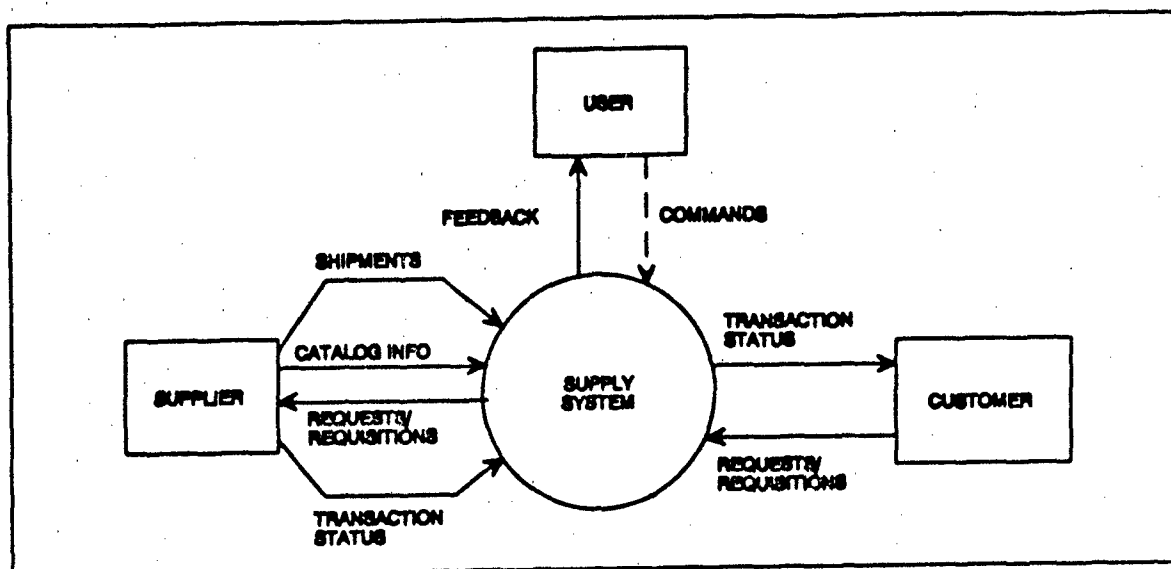 USER
FEEDBACK
COMMANDS
SHIPMENTS
TRANSACTION
STATUS
CATALOG INFO
SUPPLIER
SUPPLY
SYSTEM
CUSTOMER
REQUESTS/
REQUISITIONS
REQUESTS/
REQUISITIONS
TRANSACTION
STATUS